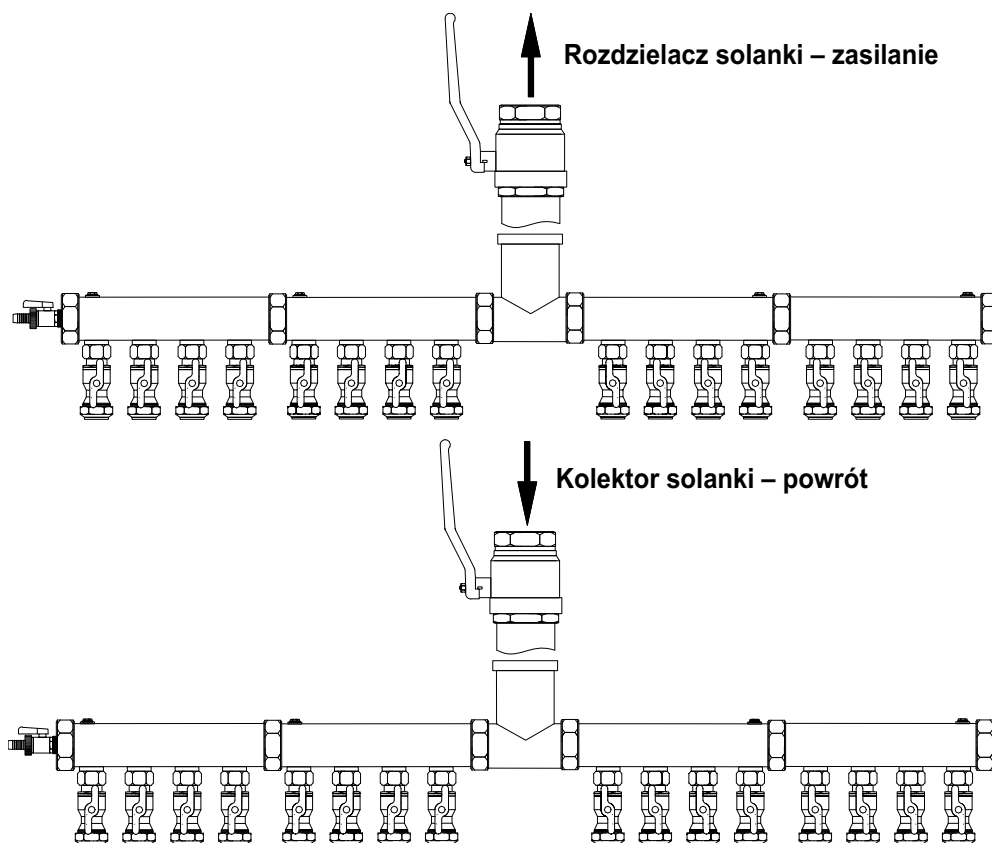 Rozdzielacz solanki – zasilanie
Kolektor solanki – powrót